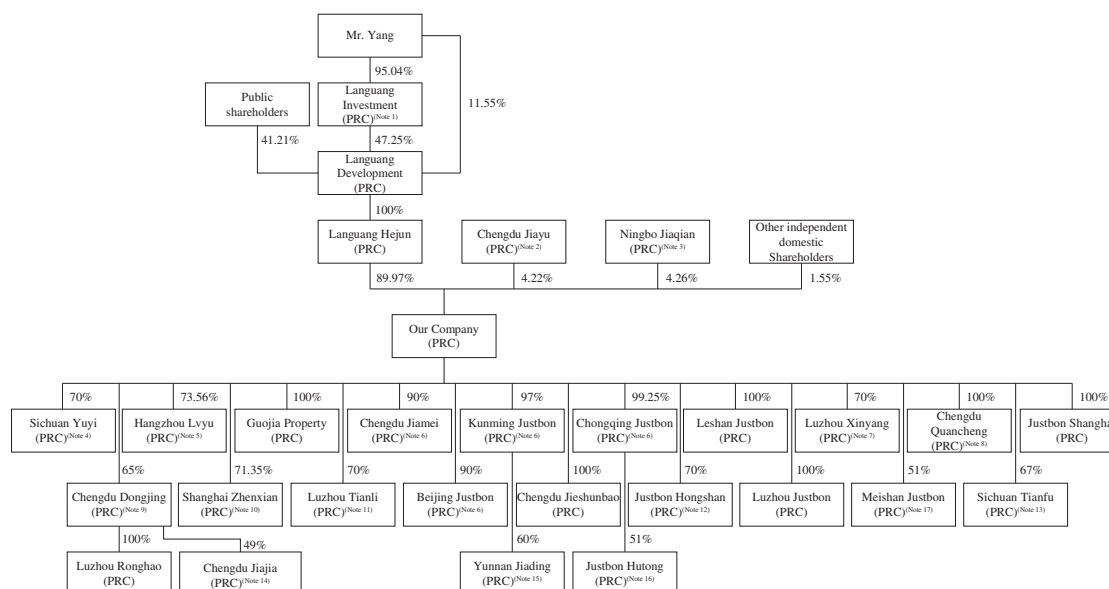 Mr. Yang
95.04%
Public
shareholders
Languang
Investment
(PRC)(Note 1)
11.55%
41.21%
47.25%
Languang
Development
(PRC)
100%
Languang Hejun
(PRC)
Chengdu Jiayu
(PRC)(Note 2)
Ningbo Jiaqian
(PRC)(Note 3)
Other independent
domestic
Shareholders
89.97%
4.22%
4.26%
1.55%
Our Company
(PRC)
70%
73.56%
100%
90%
97%
99.25%
100%
70%
100%
100%
Sichuan Yuyi
(PRC)(Note 4)
Hangzhou Lvyu
(PRC)(Note 5)
Guojia Property
(PRC)
Chengdu Jiamei
(PRC)(Note 6)
Kunming Justbon
(PRC)(Note 6)
Chongqing Justbon
(PRC)(Note 6)
Leshan Justbon
(PRC)
Luzhou Xinyang
(PRC)(Note 7)
Chengdu
Quancheng
(PRC)(Note 8)
Justbon Shangha
(PRC)
65%
71.35%
70%
90%
100%
70%
100%
51%
67%
Chengdu Dongjing
(PRC)(Note 9)
Shanghai Zhenxian
(PRC)(Note 10)
Luzhou Tianli
(PRC)(Note 11)
Beijing Justbon
(PRC)(Note 6)
Chengdu Jieshunbao
(PRC)
Justbon Hongshan
(PRC)(Note 12)
Luzhou Justbon
(PRC)
Meishan Justbon
(PRC)(Note 17)
Sichuan Tianfu
(PRC)(Note 13)
100%
49%
60%
51%
Luzhou Ronghao
(PRC)
Chengdu Jiajia
(PRC)(Note 14)
Yunnan Jiading
(PRC)(Note 15)
Justbon Hutong
(PRC)(Note 16)